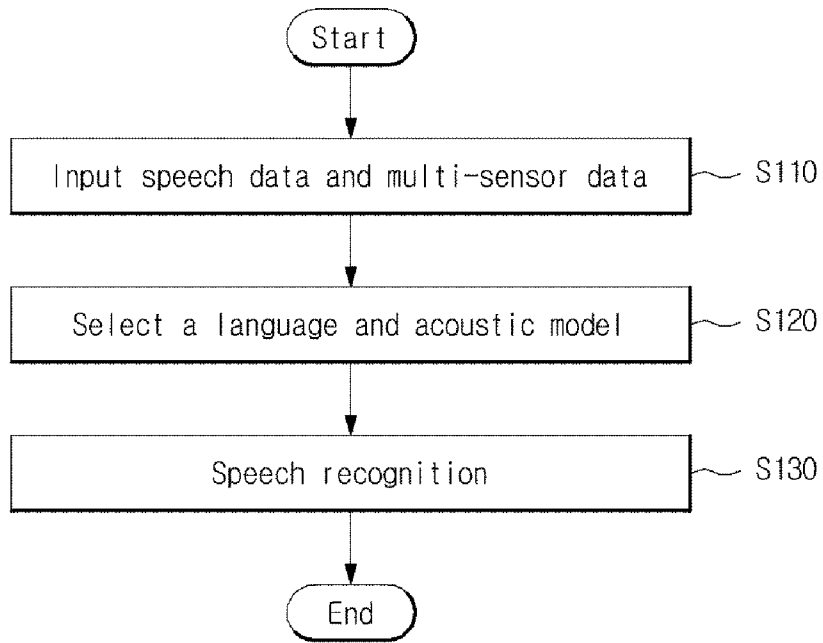 Start
Input speech data and multi-sensor data
S110
Select a language and acoustic model
S120
Speech recognition
S130
End